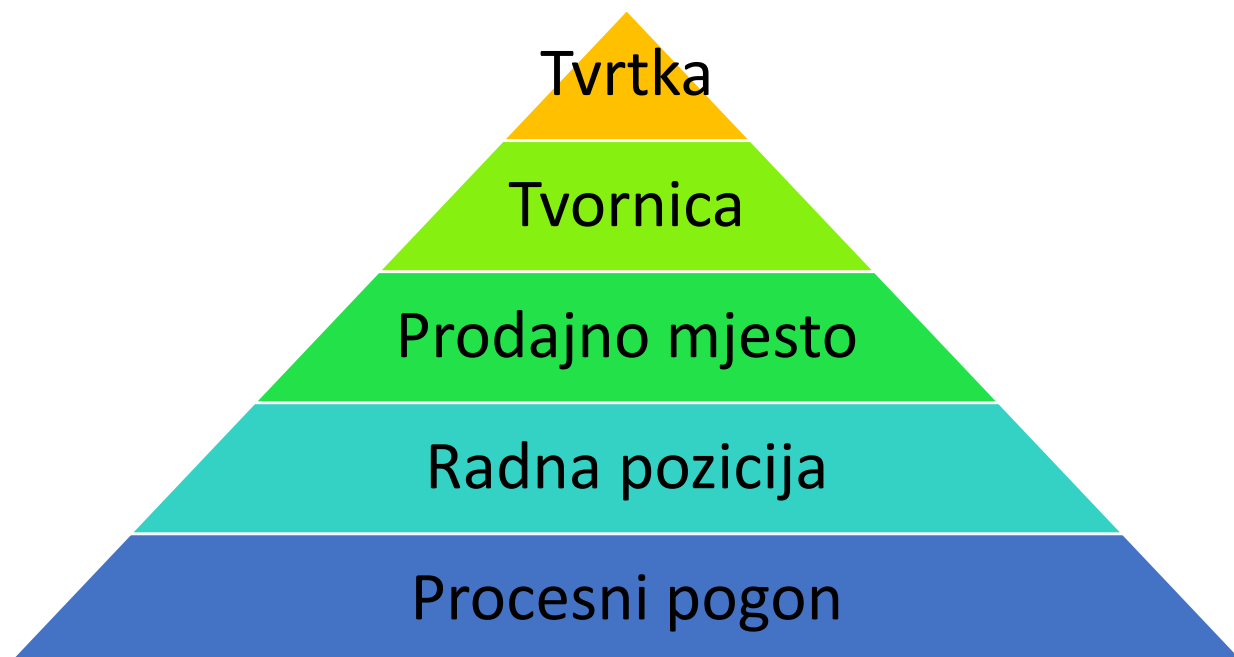 Tvrtka
Tvornica
Prodajno mjesto
Radna pozicija
Procesni pogon